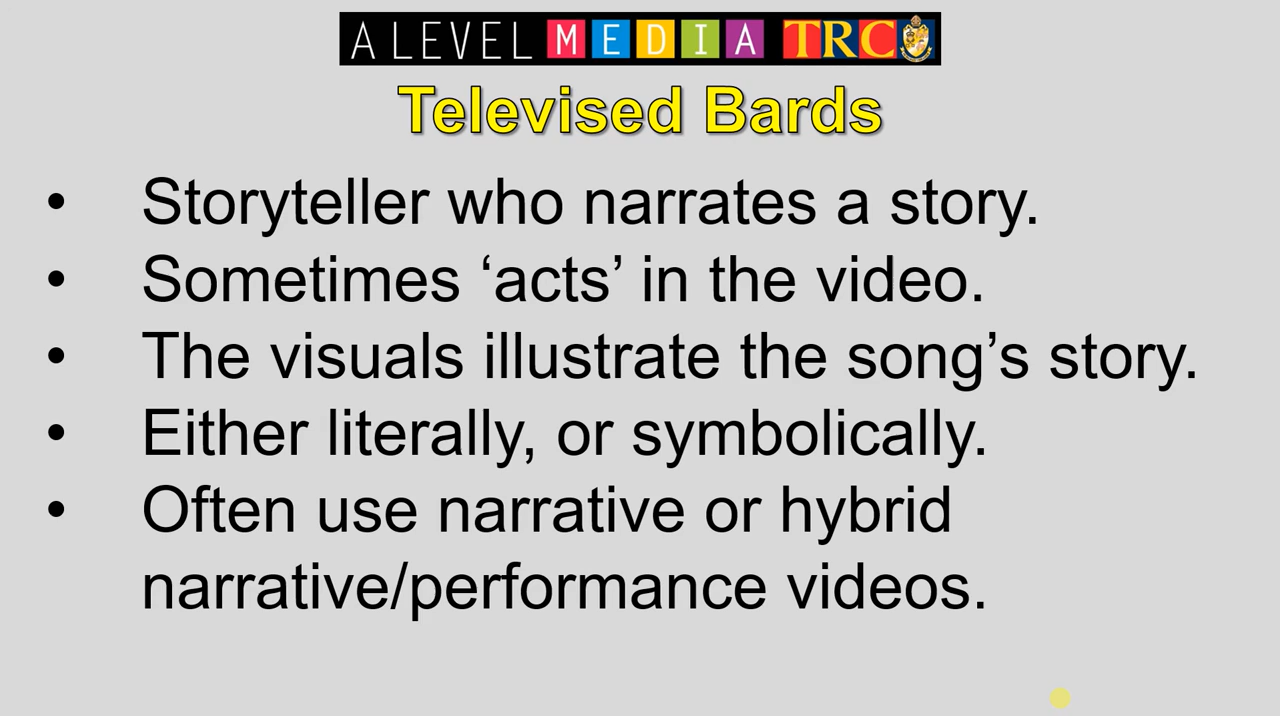 A LEVEL MEDIA TRC
Televised Bards
• Storyteller who narrates a story.
• Sometimes ‘acts’ in the video.
• The visuals illustrate the song’s story.
• Either literally, or symbolically.
• Often use narrative or hybrid
narrative/performance videos.